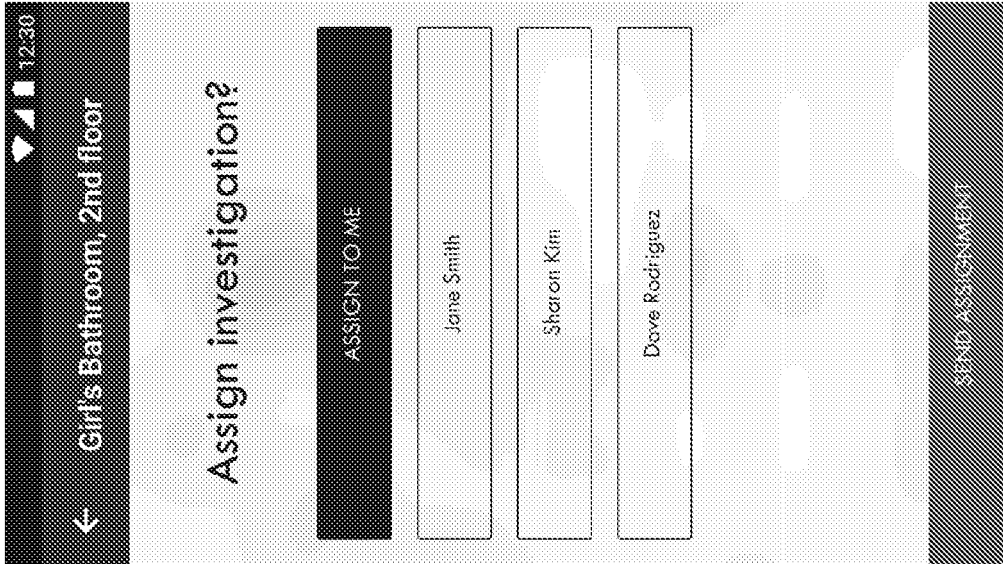 12:30
← Girl's Bathroom, 2nd floor
Assign investigation?
ASSIGN TO ME
Jane Smith
Sharon Kim
Dave Rodriguez
SEND ASSIGNMENT